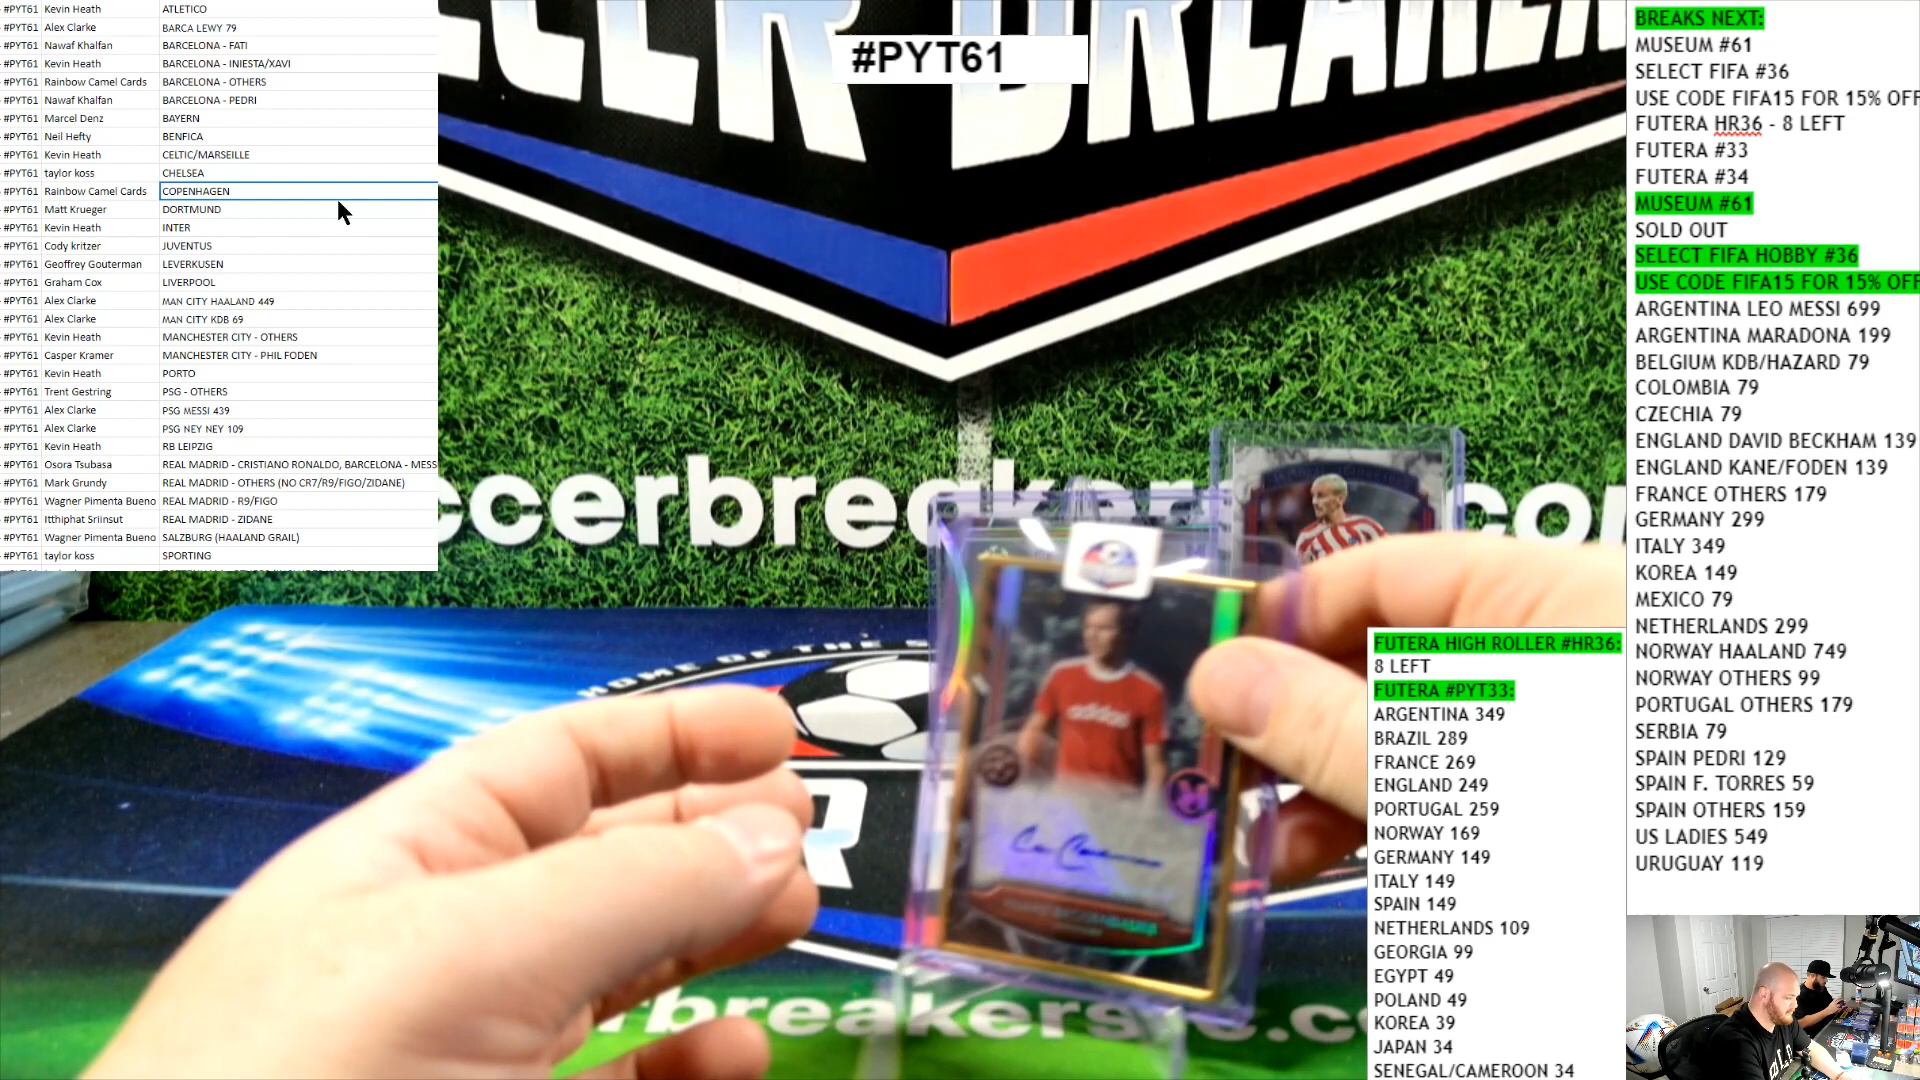 #PYT61 Kevin Heath ATLETICO
#PYT61 Alex Clarke BARCA LEWY 79
#PYT61 Nawaf Khalfan BARCELONA - FATI
#PYT61 Kevin Heath BARCELONA - INIESTA/XAVI
#PYT61 Rainbow Camel Cards BARCELONA - OTHERS
#PYT61 Nawaf Khalfan BARCELONA - PEDRI
#PYT61 Marcel Denz BAYERN
#PYT61 Neil Hefty BENFICA
#PYT61 Kevin Heath CELTIC/MARSEILLE
#PYT61 taylor koss CHELSEA
#PYT61 Rainbow Camel Cards COPENHAGEN
#PYT61 Matt Krueger DORTMUND
#PYT61 Kevin Heath INTER
#PYT61 Cody kritzer JUVENTUS
#PYT61 Geoffrey Gouterman LEVERKUSEN
#PYT61 Graham Cox LIVERPOOL
#PYT61 Alex Clarke MAN CITY HAALAND 449
#PYT61 Alex Clarke MAN CITY KDB 69
#PYT61 Kevin Heath MANCHESTER CITY - OTHERS
#PYT61 Casper Kramer MANCHESTER CITY - PHIL FODEN
#PYT61 Kevin Heath PORTO
#PYT61 Trent Gestring PSG - OTHERS
#PYT61 Alex Clarke PSG MESSI 439
#PYT61 Alex Clarke PSG NEY NEY 109
#PYT61 Kevin Heath RB LEIPZIG
#PYT61 Osora Tsubasa REAL MADRID - CRISTIANO RONALDO, BARCELONA - MESS
#PYT61 Mark Grundy REAL MADRID - OTHERS (NO CR7/R9/FIGO/ZIDANE)
#PYT61 Wagner Pimenta Bueno REAL MADRID - R9/FIGO
#PYT61 Itthiphat Sriinsut REAL MADRID - ZIDANE
#PYT61 Wagner Pimenta Bueno SALZBURG (HAALAND GRAIL)
#PYT61 taylor koss SPORTING
#PYT61
CCER BREAKER
ccerbreakers.com
HOME OF THE S
adidas
rbreakers.c
BREAKS NEXT:
MUSEUM #61
SELECT FIFA #36
USE CODE FIFA15 FOR 15% OFF
FUTERA HR36 - 8 LEFT
FUTERA #33
FUTERA #34
MUSEUM #61
SOLD OUT
SELECT FIFA HOBBY #36
USE CODE FIFA15 FOR 15% OFF
ARGENTINA LEO MESSI 699
ARGENTINA MARADONA 199
BELGIUM KDB/HAZARD 79
COLOMBIA 79
CZECHIA 79
ENGLAND DAVID BECKHAM 139
ENGLAND KANE/FODEN 139
FRANCE OTHERS 179
GERMANY 299
ITALY 349
KOREA 149
MEXICO 79
NETHERLANDS 299
NORWAY HAALAND 749
NORWAY OTHERS 99
PORTUGAL OTHERS 179
SERBIA 79
SPAIN PEDRI 129
SPAIN F. TORRES 59
SPAIN OTHERS 159
US LADIES 549
URUGUAY 119
FUTERA HIGH ROLLER #HR36:
8 LEFT
FUTERA #PYT33:
ARGENTINA 349
BRAZIL 289
FRANCE 269
ENGLAND 249
PORTUGAL 259
NORWAY 169
GERMANY 149
ITALY 149
SPAIN 149
NETHERLANDS 109
GEORGIA 99
EGYPT 49
POLAND 49
KOREA 39
JAPAN 34
SENEGAL/CAMEROON 34